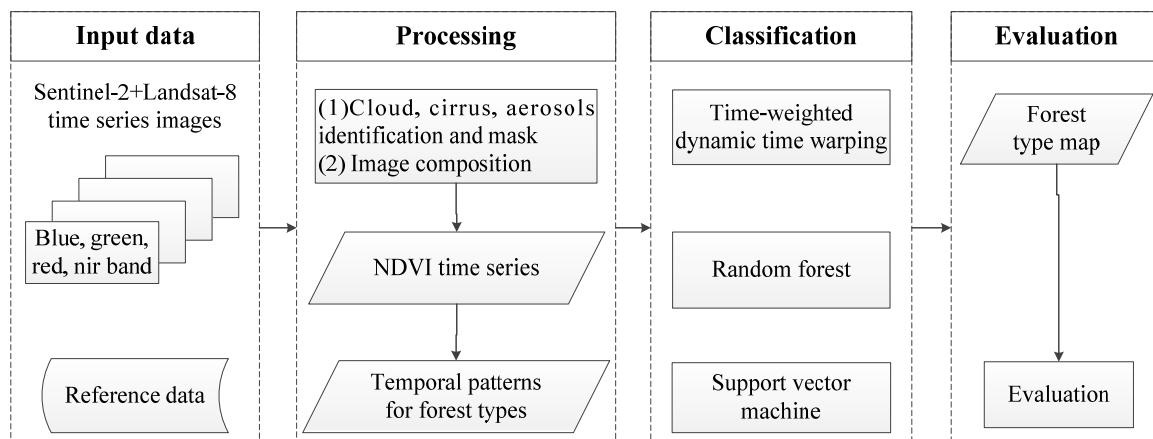 Input data
Sentinel-2+Landsat-8
time series images
Blue, green,
red, nir band
Reference data
Processing
(1)Cloud, cirrus, aerosols
identification and mask
(2) Image composition
NDVI time series
Temporal patterns
for forest types
Classification
Time-weighted
dynamic time warping
Random forest
Support vector
machine
Evaluation
Forest
type map
Evaluation